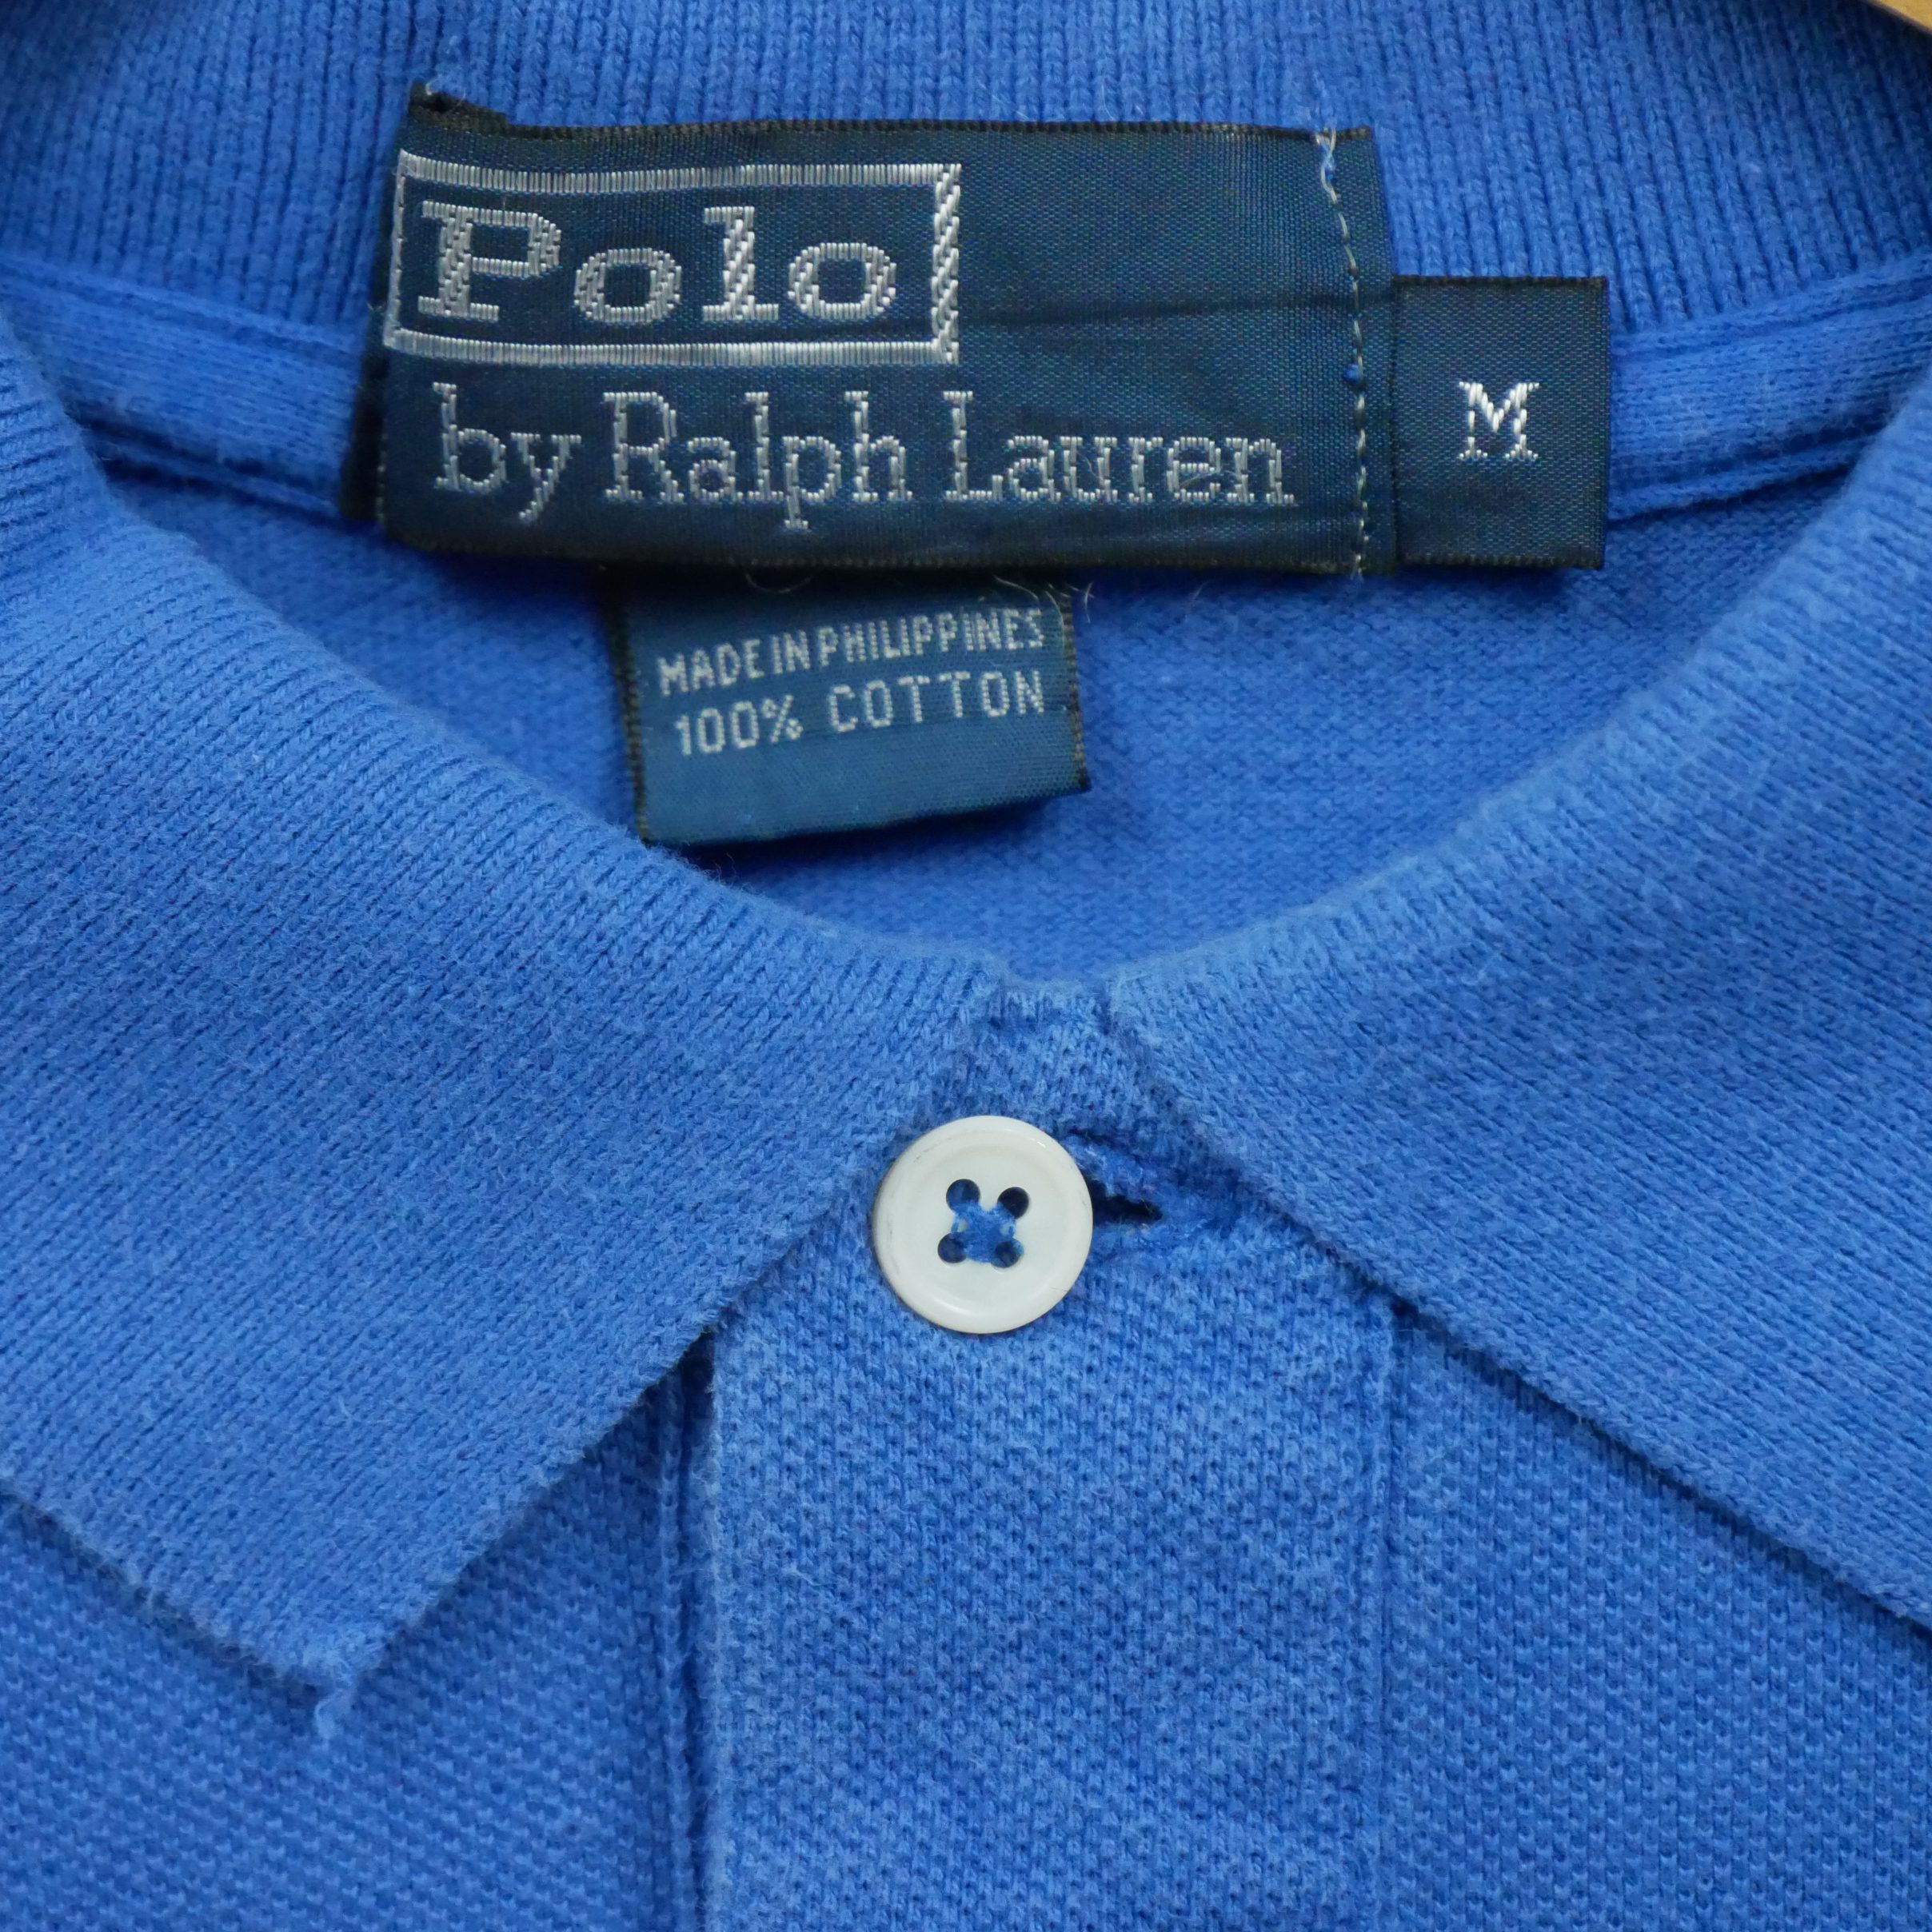 Polo
by Ralph Lauren
M
MADE IN PHILIPPINES
100% COTTON